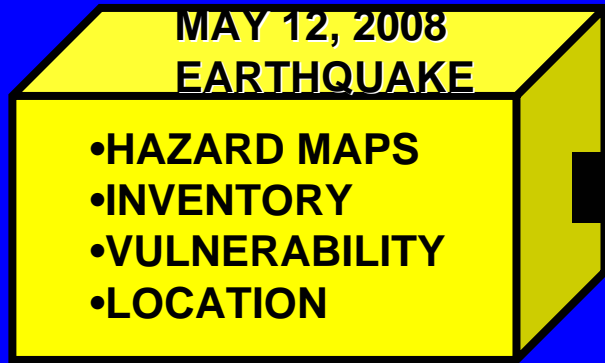 MAY 12, 2008
EARTHQUAKE
•HAZARD MAPS
•INVENTORY
•VULNERABILITY
•LOCATION